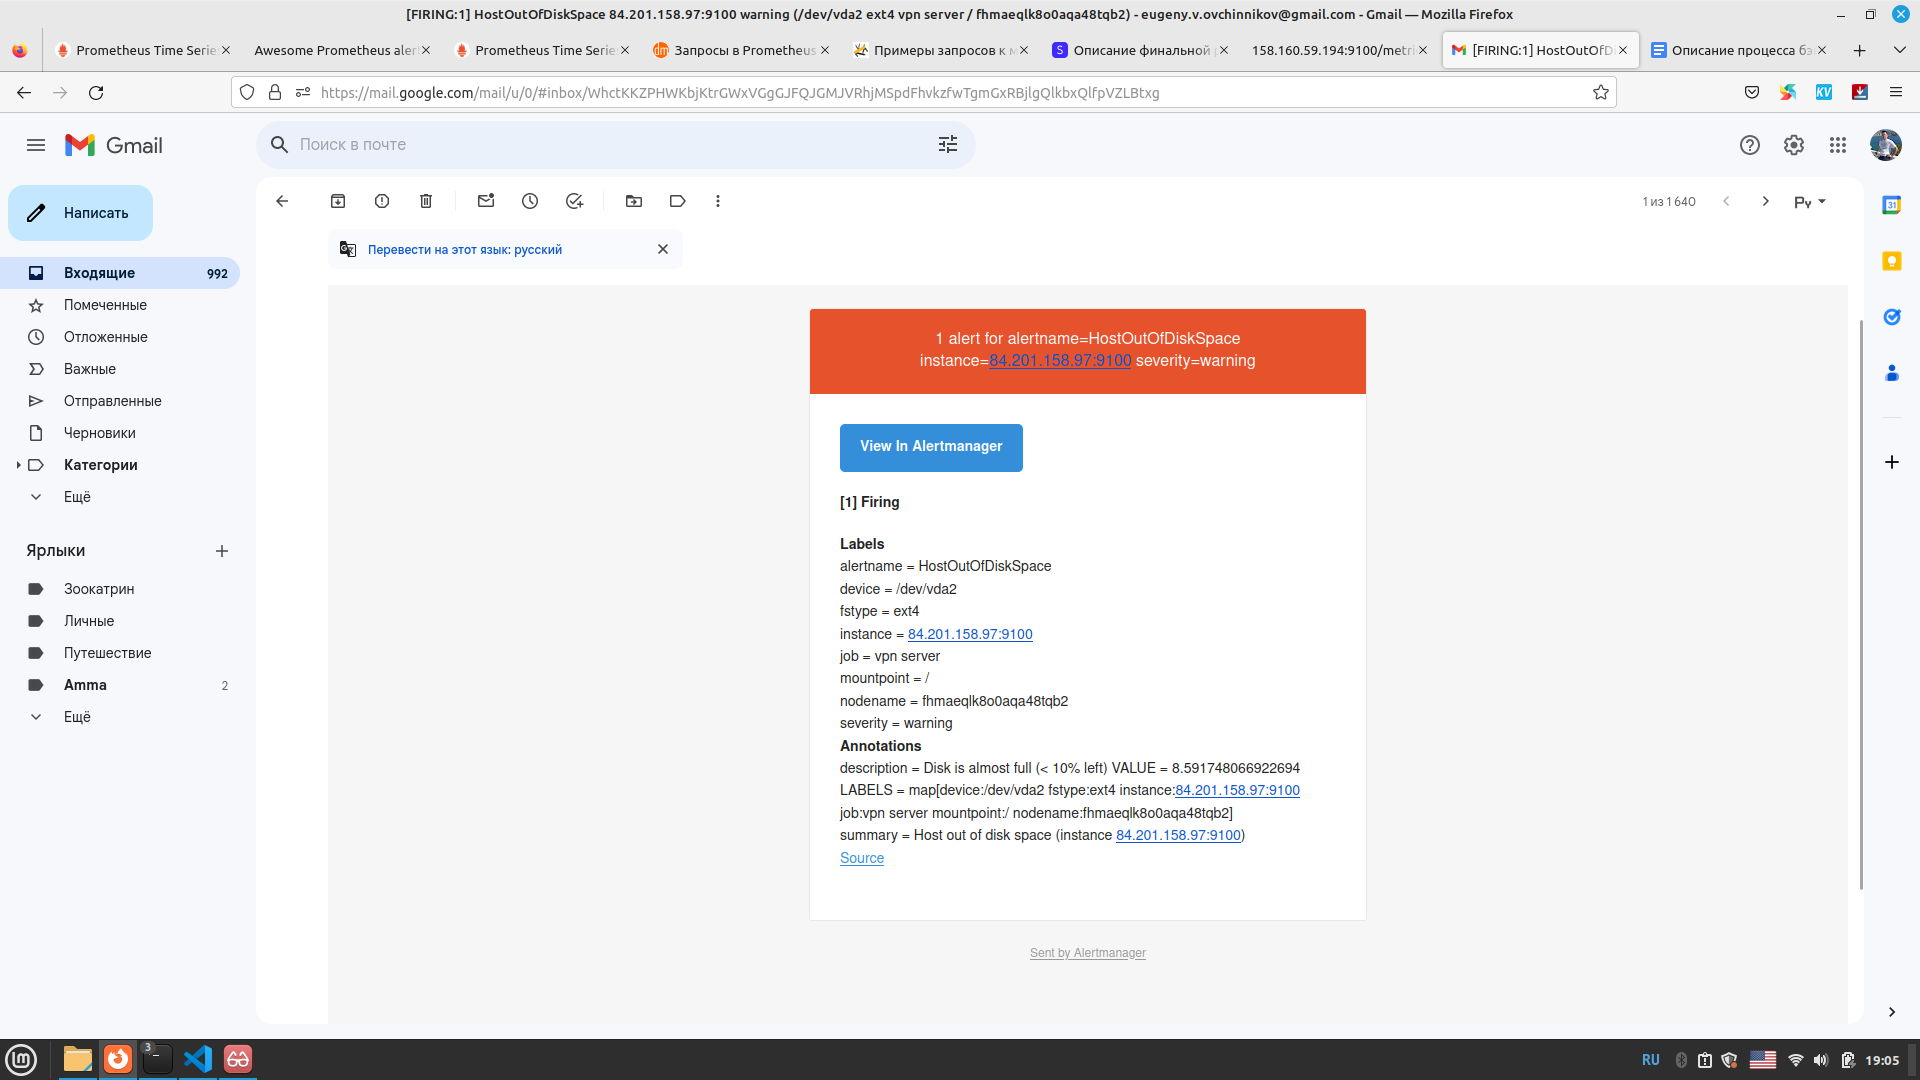 [FIRING:1] HostOutOfDiskSpace 84.201.158.97:9100 warning (/dev/vda2 ext4 vpn server / fhmaeqlk8o0aqa48tqb2) - eugeny.v.ovchinnikov@gmail.com - Gmail — Mozilla Firefox
Prometheus Time Serie
Awesome Prometheus aler
Prometheus Time Serie
Запросы в Prometheus
Примеры запросов к м
Описание финальной р
158.160.59.194:9100/metri
[FIRING:1] HostOutOfD
Описание процесса бэ
https://mail.google.com/mail/u/0/#inbox/WhctKKZPHWKbjKtrGWxVGgGJFQJGMJVRhjMSpdFhvkzfwTgmGxRBjlgQlkbxQlfpVZLBtxg
KV
Gmail
Поиск в почте
Написать
1 из 1 640
Ру
31
Перевести на этот язык: русский
Входящие 992
Помеченные
Отложенные
Важные
Отправленные
Черновики
Категории
Ещё
Ярлыки
Зоокатрин
Личные
Путешествие
Amma 2
Ещё
1 alert for alertname=HostOutOfDiskSpace
instance=84.201.158.97:9100 severity=warning
View In Alertmanager
[1] Firing
Labels
alertname = HostOutOfDiskSpace
device = /dev/vda2
fstype = ext4
instance = 84.201.158.97:9100
job = vpn server
mountpoint = /
nodename = fhmaeqlk8o0aqa48tqb2
severity = warning
Annotations
description = Disk is almost full (< 10% left) VALUE = 8.591748066922694
LABELS = map[device:/dev/vda2 fstype:ext4 instance:84.201.158.97:9100
job:vpn server mountpoint:/ nodename:fhmaeqlk8o0aqa48tqb2]
summary = Host out of disk space (instance 84.201.158.97:9100)
Source
Sent by Alertmanager
3
RU
19:05